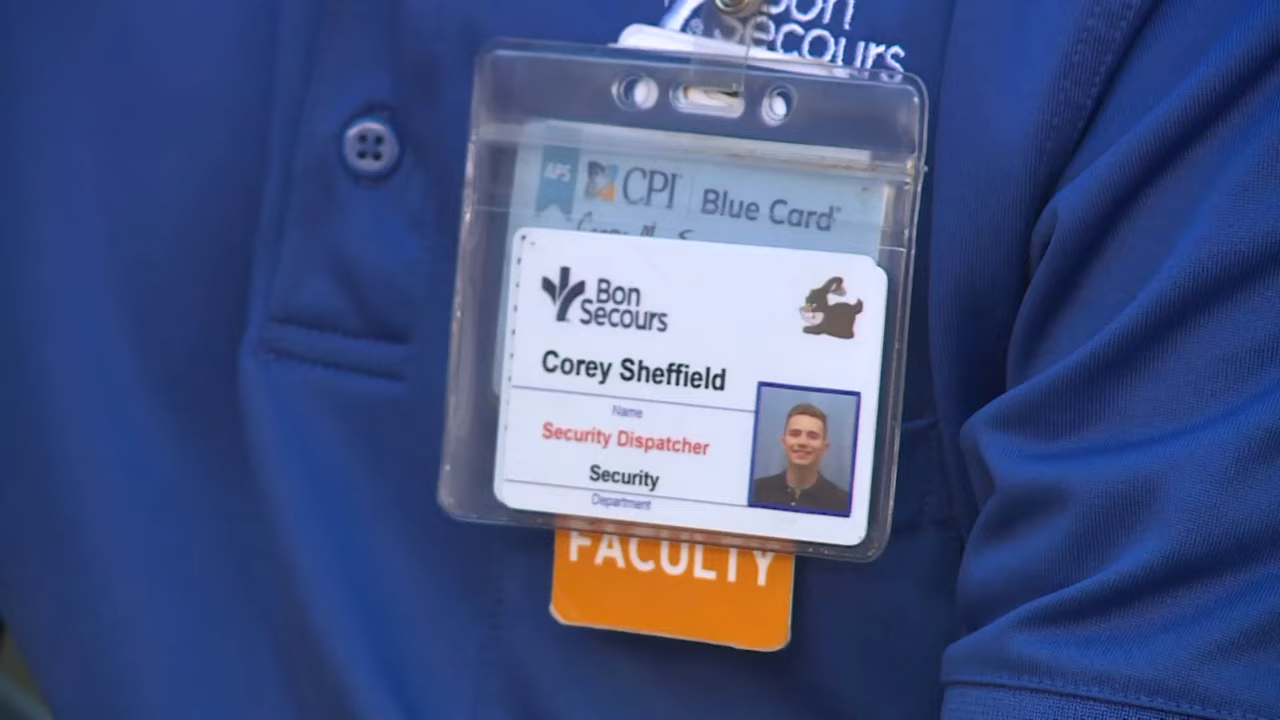 Bon
Secours
APS CPI Blue Card
Bon
Secours
Corey Sheffield
Name
Security Dispatcher
Security
Department
FACULTY